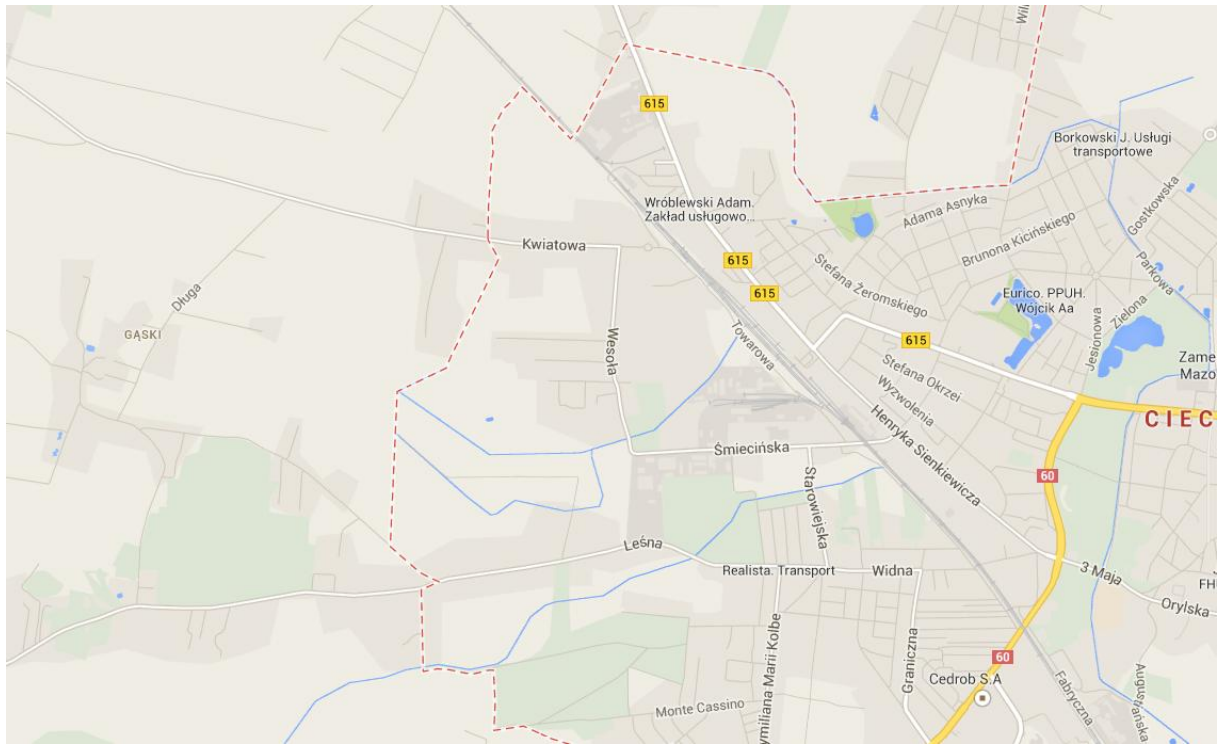 Wil
615
Borkowski J. Usługi
transportowe
Gostkowska
Wróblewski Adam.
Zakład usługowo...
Adama Asnyka
Brunona Kicińskiego
Parkowa
Kwiatowa
615
Stefana Żeromskiego
615
Eurico. PPUH.
Wojcik Aa
Zielona
Długa
GĄSKI
Wesoła
Towarowa
615
Jesionowa
Zame
Mazo
Stefana Okrzei
Wyzwolenia
CIEC
Henryka Sienkiewicza
Śmiecińska
60
Starowiejska
Leśna
Realista. Transport
Widna
3 Maja
J
FHU
Orylska
Graniczna
ymiliana Marii Kolbe
60
Cedrob S.A
Fabryczna
Augustiańska
Monte Cassino